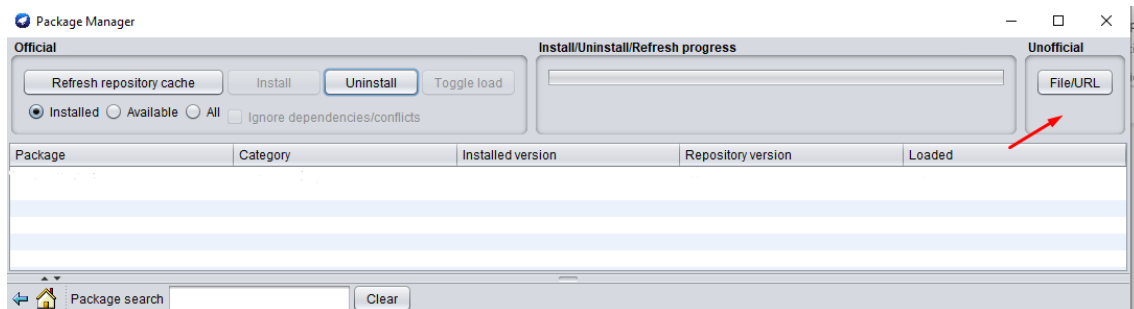 Package Manager
Official
Install/Uninstall/Refresh progress
Unofficial
Refresh repository cache
Install
Uninstall
Toggle load
File/URL
Installed
Available
All
Ignore dependencies/conflicts
Package
Category
Installed version
Repository version
Loaded
Package search
Clear